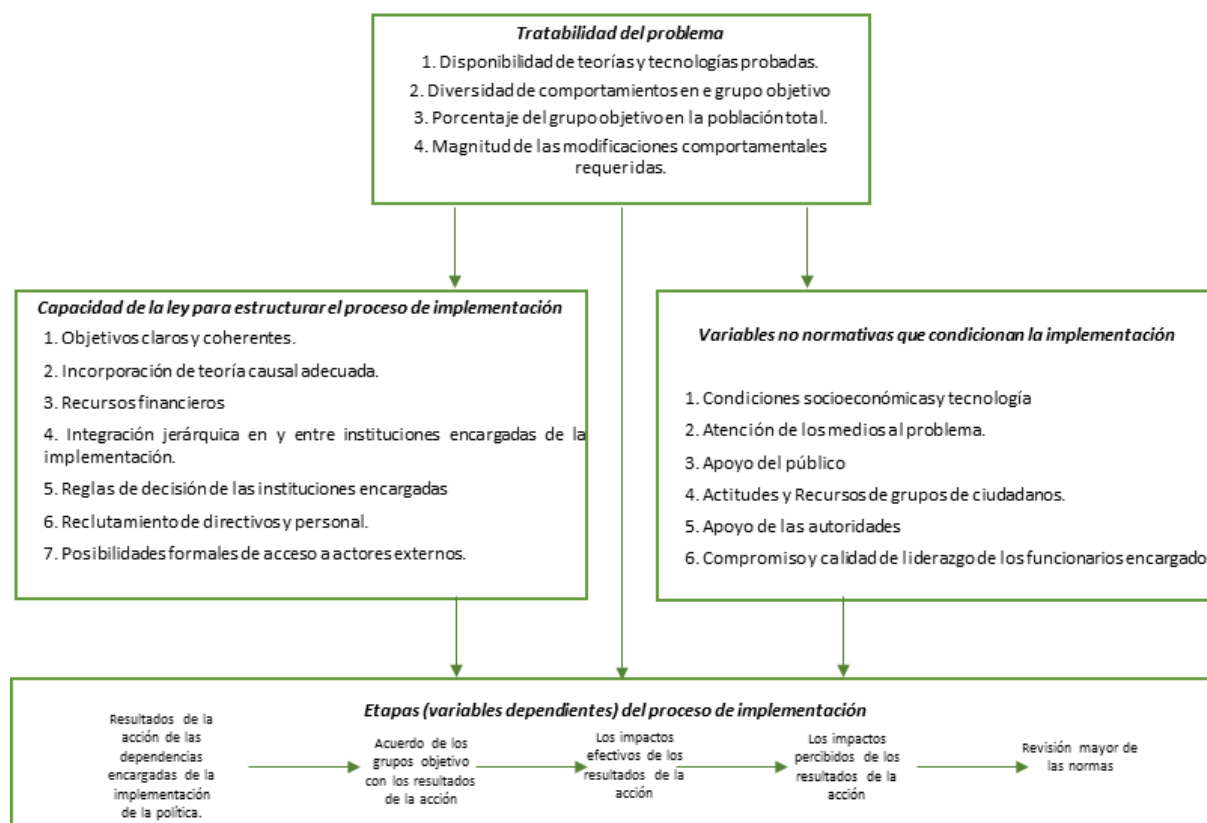 Tratabilidad del problema
1. Disponibilidad de teorías y tecnologías probadas.
2. Diversidad de comportamientos en e grupo objetivo
3. Porcentaje del grupo objetivo en la población total.
4. Magnitud de las modificaciones comportamentales
requeridas.
Capacidad de la ley para estructurar el proceso de implementación
1. Objetivos claros y coherentes.
2. Incorporación de teoría causal adecuada.
3. Recursos financieros
4. Integración jerárquica en y entre instituciones encargadas de la
implementación.
5. Reglas de decisión de las instituciones encargadas
6. Reclutamiento de directivos y personal.
7. Posibilidades formales de acceso a actores externos.
Variables no normativas que condicionan la implementación
1. Condiciones socioeconómicas y tecnología
2. Atención de los medios al problema.
3. Apoyo del público
4. Actitudes y Recursos de grupos de ciudadanos.
5. Apoyo de las autoridades
6. Compromiso y calidad de liderazgo de los funcionarios encargado
Etapas (variables dependientes) del proceso de implementación
Resultados de la
acción de las
dependencias
encargadas de la
implementación
de la política.
Acuerdo de los
grupos objetivo
con los resultados
de la acción
Los impactos
efectivos de los
resultados de la
acción
Los impactos
percibidos de los
resultados de la
acción
Revisión mayor de
las normas